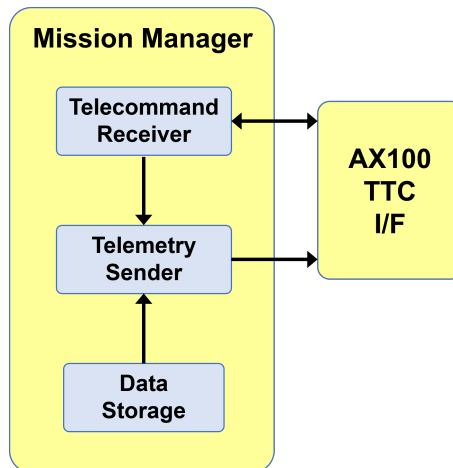 Mission Manager
Telecommand
Receiver
AX100
TTC
I/F
Telemetry
Sender
Data
Storage